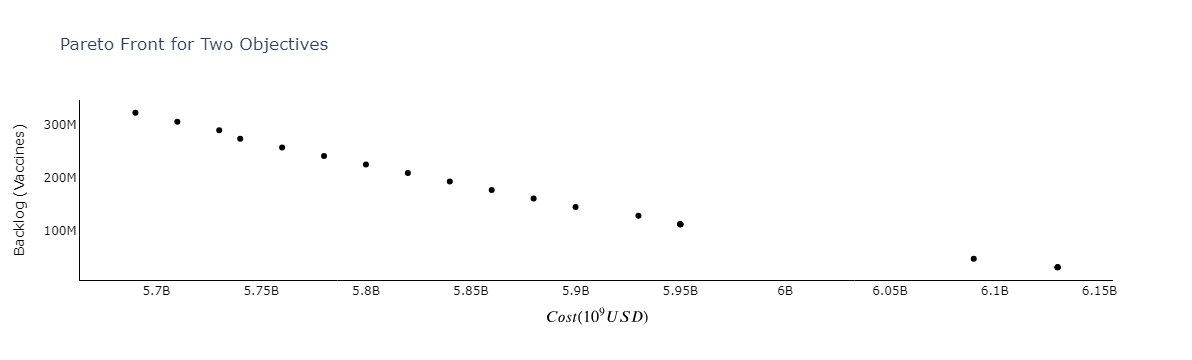 Pareto Front for Two Objectives
Backlog (Vaccines)
300M
200M
100M
5.7B 5.75B 5.8B 5.85B 5.9B 5.95B 6B 6.05B 6.1B 6.15B
Cost(10⁹USD)